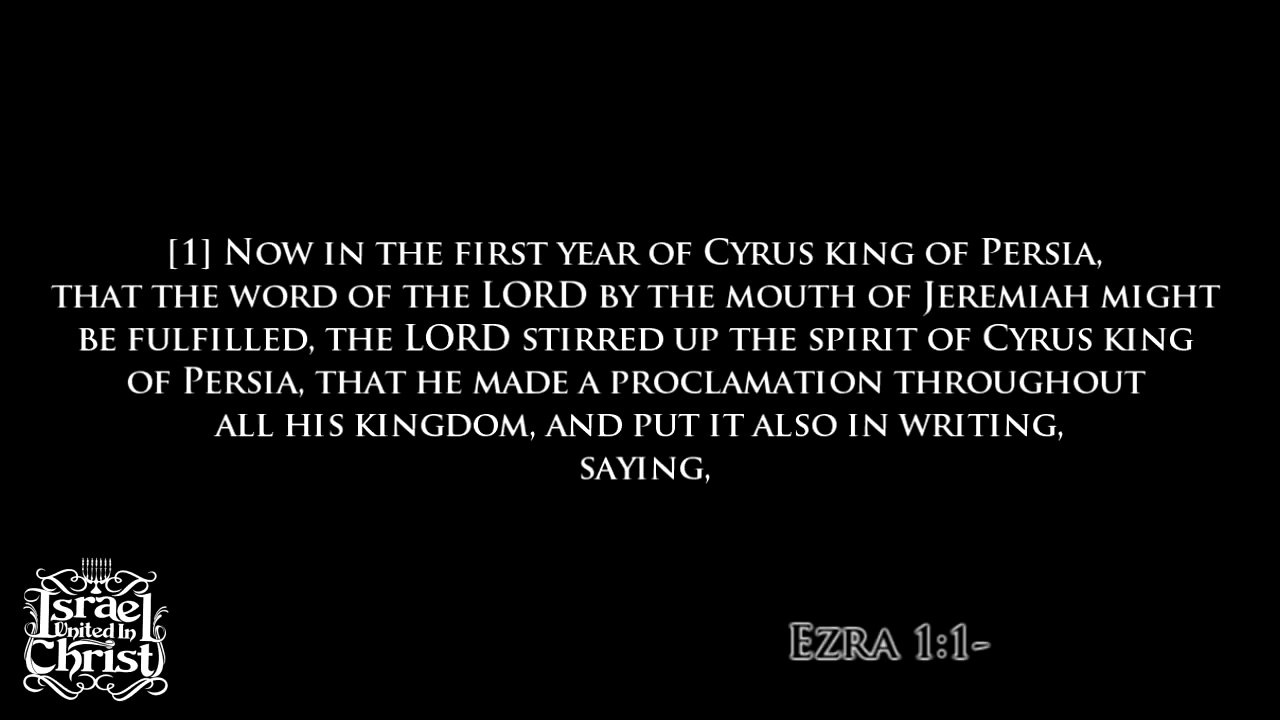 [1] Now in the first year of Cyrus king of Persia,
that the word of the LORD by the mouth of Jeremiah might
be fulfilled, the LORD stirred up the spirit of Cyrus king
of Persia, that he made a proclamation throughout
all his kingdom, and put it also in writing,
saying,
Israel
United In
Christ
Ezra 1:1-